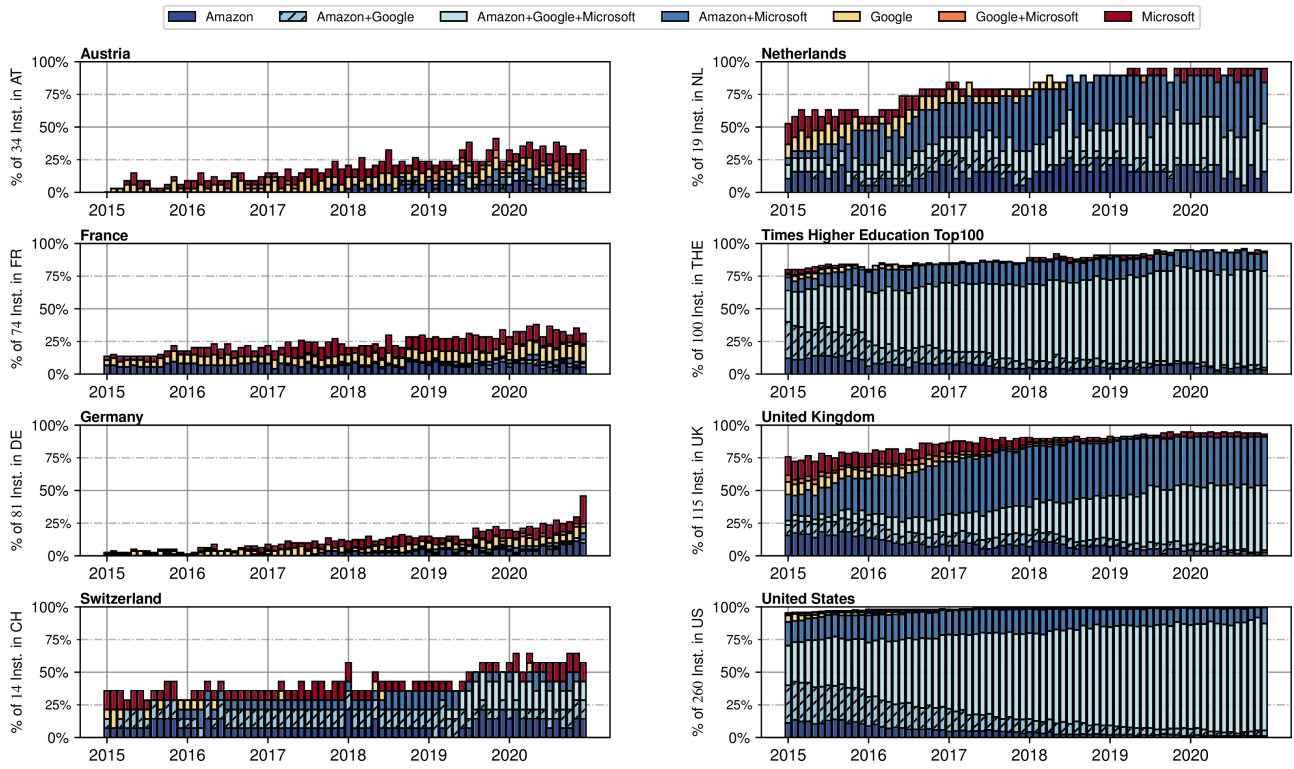 Amazon Amazon+Google Amazon+Google+Microsoft Amazon+Microsoft Google Google+Microsoft Microsoft
Austria
% of 34 Inst. in AT
100%
75%
50%
25%
0%
2015 2016 2017 2018 2019 2020
Netherlands
% of 19 Inst. in NL
100%
75%
50%
25%
0%
2015 2016 2017 2018 2019 2020
France
% of 74 Inst. in FR
100%
75%
50%
25%
0%
2015 2016 2017 2018 2019 2020
Times Higher Education Top100
% of 100 Inst. in THE
100%
75%
50%
25%
0%
2015 2016 2017 2018 2019 2020
Germany
% of 81 Inst. in DE
100%
75%
50%
25%
0%
2015 2016 2017 2018 2019 2020
United Kingdom
% of 115 Inst. in UK
100%
75%
50%
25%
0%
2015 2016 2017 2018 2019 2020
Switzerland
% of 14 Inst. in CH
100%
75%
50%
25%
0%
2015 2016 2017 2018 2019 2020
United States
% of 260 Inst. in US
100%
75%
50%
25%
0%
2015 2016 2017 2018 2019 2020